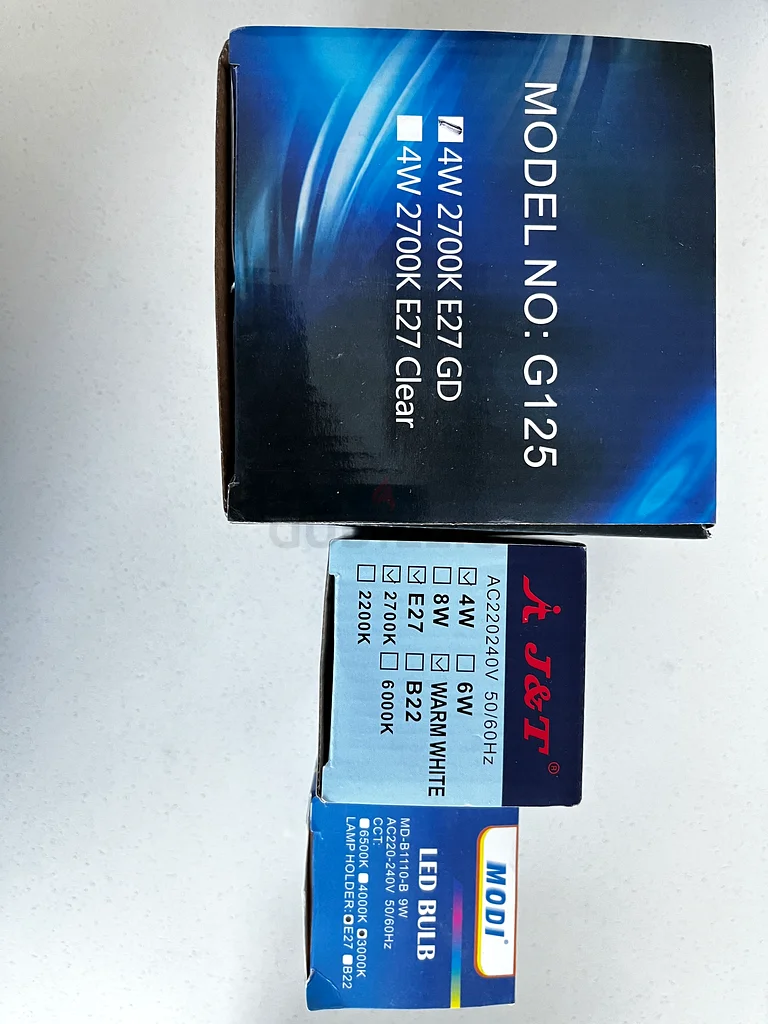 MODEL NO: G125
4W 2700K E27 GD
4W 2700K E27 Clear
J&T®
AC220240V 50/60Hz
4W 6W
8W WARM WHITE
E27 B22
2700K 6000K
2200K
MODI
LED BULB
MD-B1110-B 9W
AC220-240V 50/60Hz
CCT:
6500K 4000K 3000K
LAMP HOLDER: E27 B22